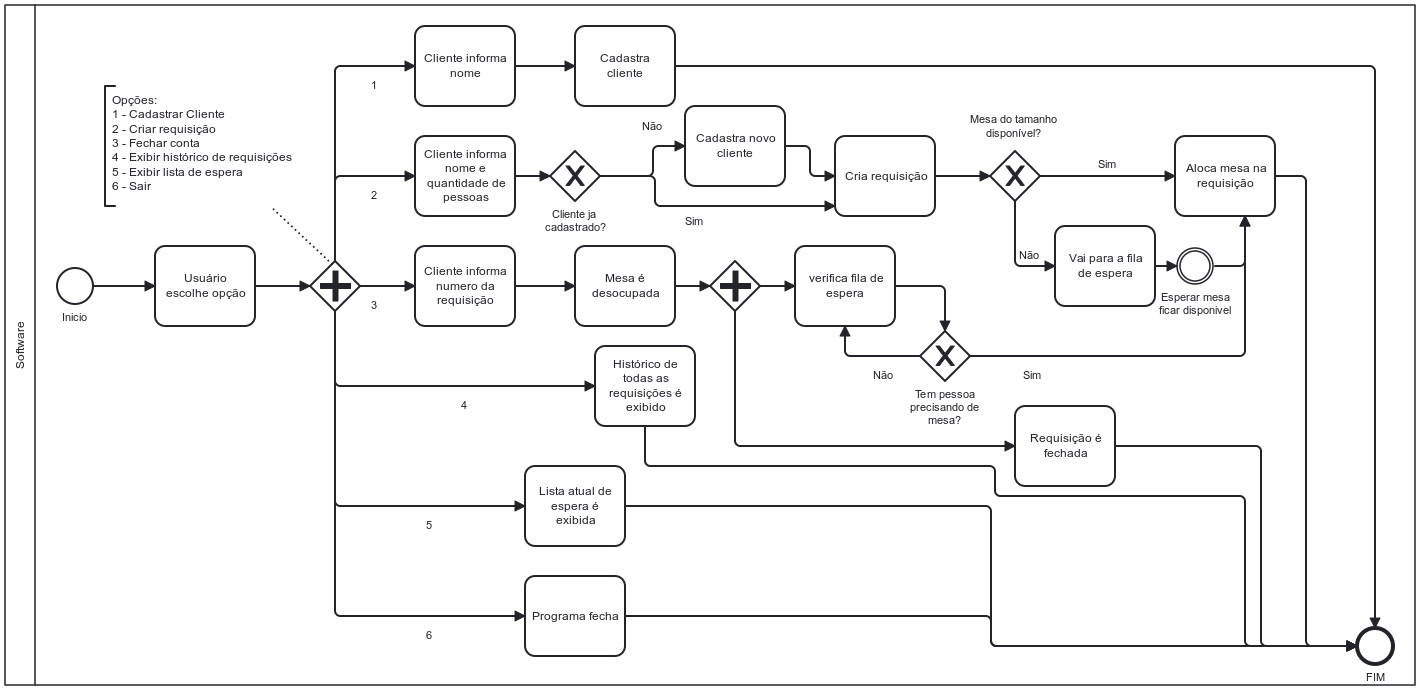 Software
Opções:
1 - Cadastrar Cliente
2 - Criar requisição
3 - Fechar conta
4 - Exibir histórico de requisições
5 - Exibir lista de espera
6 - Sair
Inicio
Usuário
escolhe opção
1
Cliente informa
nome
Cadastra
cliente
2
Cliente informa
nome e
quantidade de
pessoas
Cliente ja
cadastrado?
Não
Sim
Cadastra novo
cliente
Cria requisição
Mesa do tamanho
disponível?
Sim
Não
Aloca mesa na
requisição
Vai para a fila
de espera
Esperar mesa
ficar disponivel
3
Cliente informa
numero da
requisição
Mesa é
desocupada
verifica fila de
espera
Não
Sim
Tem pessoa
precisando de
mesa?
Requisição é
fechada
4
Histórico de
todas as
requisições é
exibido
5
Lista atual de
espera é
exibida
6
Programa fecha
FIM